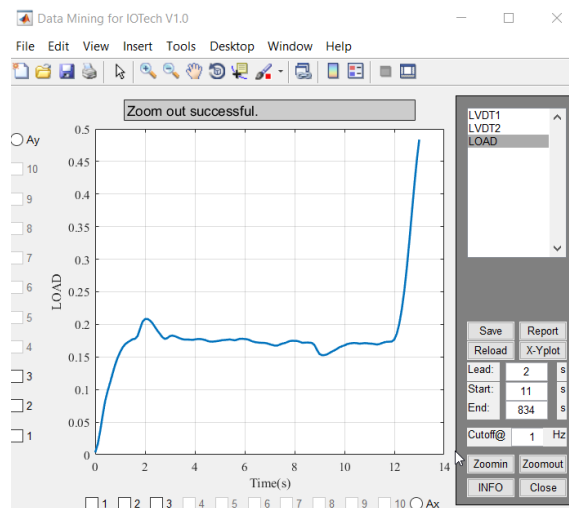 Data Mining for IOTech V1.0
File Edit View Insert Tools Desktop Window Help
Zoom out successful.
Ay
10
9
8
7
6
5
4
3
2
1
0.5
0.45
0.4
0.35
0.3
0.25
0.2
0.15
0.1
0.05
0
LOAD
0 2 4 6 8 10 12 14
Time(s)
1 2 3 4 5 6 7 8 9 10 Ax
LVDT1
LVDT2
LOAD
Save Report
Reload X-Yplot
Lead: 2 s
Start: 11 s
End: 834 s
Cutoff@ 1 Hz
Zoomin Zoomout
INFO Close